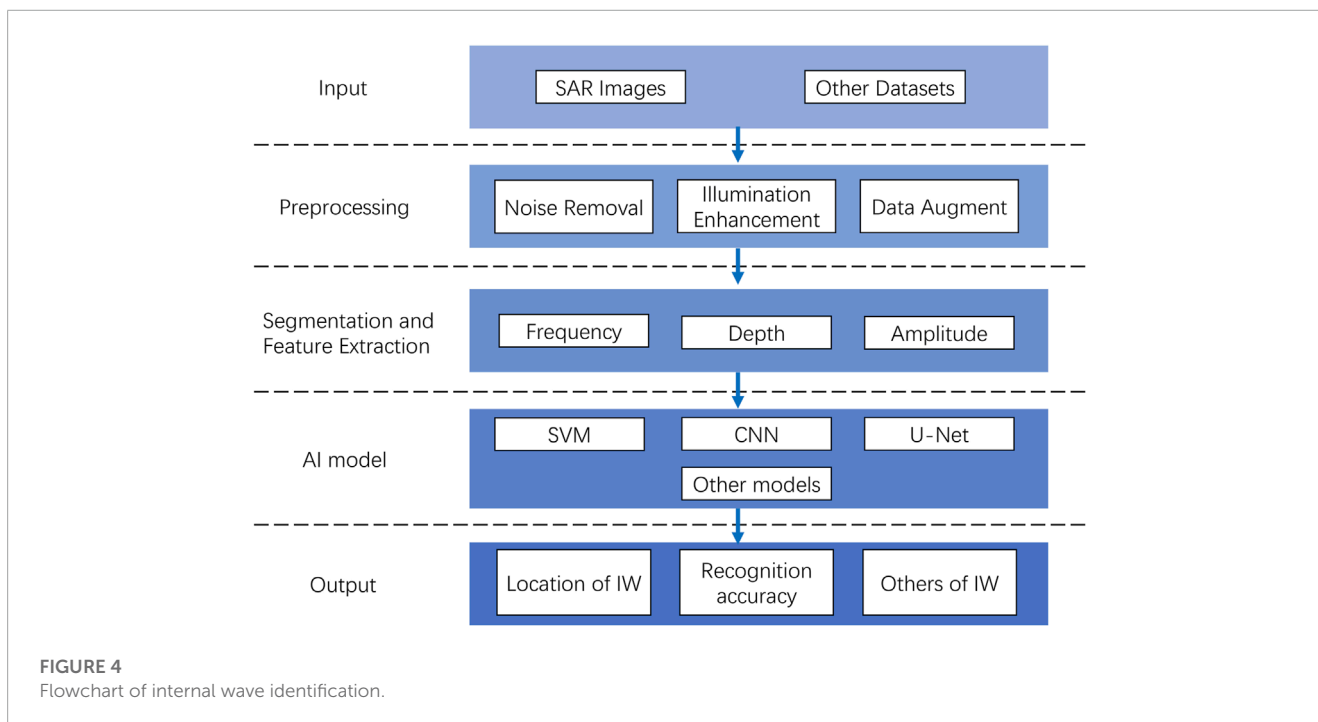 Input
SAR Images
Other Datasets
Preprocessing
Noise Removal
Illumination
Enhancement
Data Augment
Segmentation and
Feature Extraction
Frequency
Depth
Amplitude
AI model
SVM
CNN
U-Net
Other models
Output
Location of IW
Recognition
accuracy
Others of IW
FIGURE 4
Flowchart of internal wave identification.